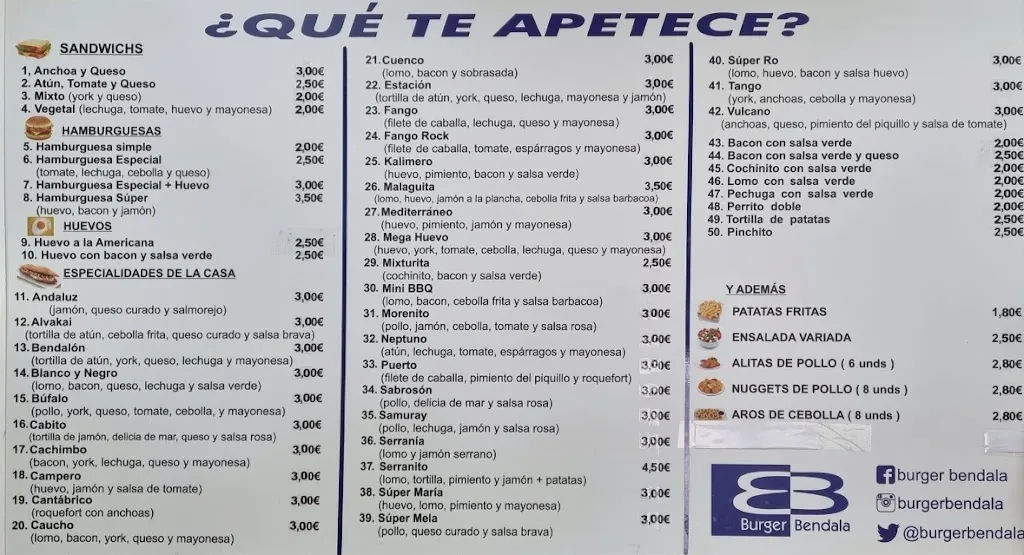 ¿QUÉ TE APETECE?
SANDWICHS
1, Anchoa y Queso 3,00€
2. Atún, Tomate y Queso 2,50€
3. Mixto (york y queso) 2,00€
4. Vegetal (lechuga, tomate, huevo y mayonesa) 2,00€
HAMBURGUESAS
5. Hamburguesa simple 2,00€
6. Hamburguesa Especial 2,50€
(tomate, lechuga, cebolla y queso)
7. Hamburguesa Especial + Huevo 3,00€
8. Hamburguesa Súper 3,50€
(huevo, bacon y jamón)
HUEVOS
9. Huevo a la Americana 2,50€
10. Huevo con bacon y salsa verde 2,50€
ESPECIALIDADES DE LA CASA
11. Andaluz 3,00€
(jamón, queso curado y salmorejo)
12. Alvakai 3,00€
(tortilla de atún, cebolla frita, queso curado y salsa brava)
13. Bendalón 3,00€
(tortilla de atún, york, queso, lechuga y mayonesa)
14. Blanco y Negro 3,00€
(lomo, bacon, queso, lechuga y salsa verde)
15. Búfalo 3,00€
(pollo, york, queso, tomate, cebolla, y mayonesa)
16. Cabito 3,00€
(tortilla de jamón, delicia de mar, queso y salsa rosa)
17. Cachimbo 3,00€
(bacon, york, lechuga, queso y mayonesa)
18. Campero 3,00€
(huevo, jamón y salsa de tomate)
19. Cantábrico 3,00€
(roquefort con anchoas)
20. Caucho 3,00€
(lomo, bacon, york, queso y mayonesa)
21. Cuenco 3,00€
(lomo, bacon y sobrasada)
22. Estación 3,00€
(tortilla de atún, york, queso, lechuga, mayonesa y jamón)
23. Fango 3,00€
(filete de caballa, lechuga, queso y mayonesa)
24. Fango Rock 3,00€
(filete de caballa, tomate, espárragos y mayonesa)
25. Kalimero 3,00€
(huevo, pimiento, bacon y salsa verde)
26. Malaguita 3,50€
(lomo, huevo, jamón a la plancha, cebolla frita y salsa barbacoa)
27. Mediterráneo 3,00€
(huevo, pimiento, jamón y mayonesa)
28. Mega Huevo 3,00€
(huevo, york, tomate, cebolla, lechuga, queso y mayonesa)
29. Mixturita 2,50€
(cochinito, bacon y salsa verde)
30. Mini BBQ 3,00€
(lomo, bacon, cebolla frita y salsa barbacoa)
31. Morenito 3,00€
(pollo, jamón, cebolla, tomate y salsa rosa)
32. Neptuno 3,00€
(atún, lechuga, tomate, espárragos y mayonesa)
33. Puerto 3,00€
(filete de caballa, pimiento del piquillo y roquefort)
34. Sabrosón 3,00€
(pollo, delicia de mar y salsa rosa)
35. Samuray 3,00€
(pollo, lechuga, jamón y salsa rosa)
36. Serranía 3,00€
(lomo y jamón serrano)
37. Serranito 4,50€
(lomo, tortilla, pimiento y jamón + patatas)
38. Súper María 3,00€
(huevo, lomo, pimiento y mayonesa)
39. Súper Mela 3,00€
(pollo, queso curado y salsa brava)
40. Súper Ro 3,00€
(lomo, huevo, bacon y salsa huevo)
41. Tango 3,00€
(york, anchoas, cebolla y mayonesa)
42. Vulcano 3,00€
(anchoas, queso, pimiento del piquillo y salsa de tomate)
43. Bacon con salsa verde 2,00€
44. Bacon con salsa verde y queso 2,50€
45. Cochinito con salsa verde 2,00€
46. Lomo con salsa verde 2,00€
47. Pechuga con salsa verde 2,00€
48. Perrito doble 2,00€
49. Tortilla de patatas 2,50€
50. Pinchito 2,50€
Y ADEMÁS
PATATAS FRITAS 1,80€
ENSALADA VARIADA 2,50€
ALITAS DE POLLO ( 6 unds ) 2,80€
NUGGETS DE POLLO ( 8 unds ) 2,80€
AROS DE CEBOLLA ( 8 unds ) 2,80€
Burger Bendala
burger bendala
burgerbendala
@burgerbendala